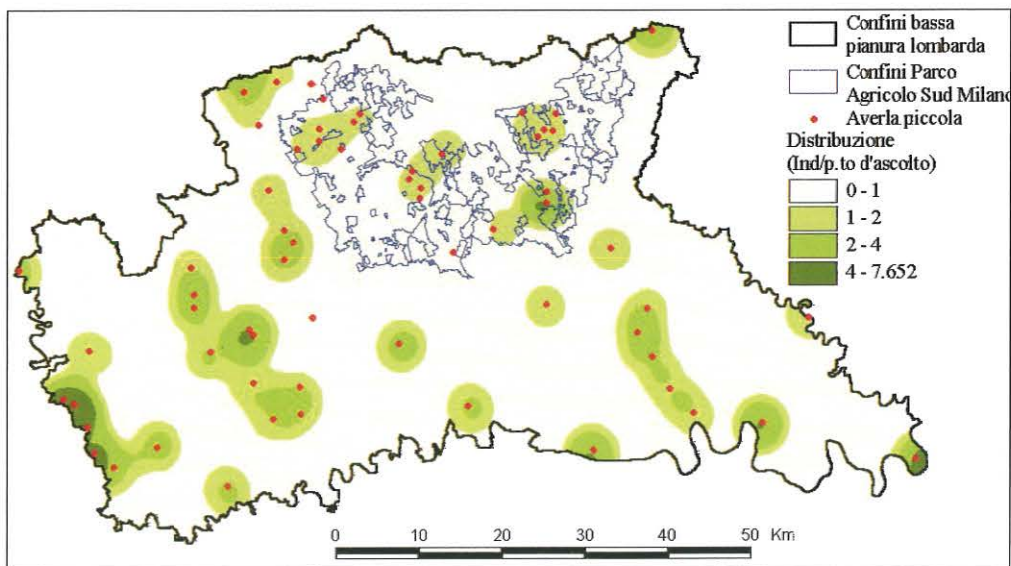 Confini bassa
pianura lombarda
Confini Parco
Agricolo Sud Milano
Averla piccola
Distribuzione
(Ind/p.to d'ascolto)
0 - 1
1 - 2
2 - 4
4 - 7.652
0 10 20 30 40 50 Km